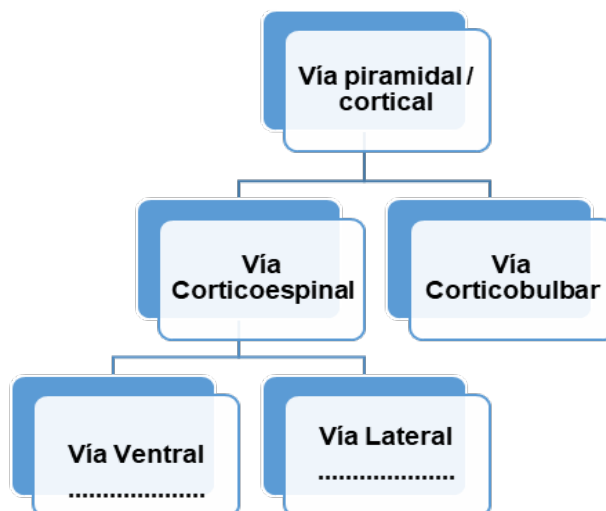 Vía piramidal /
cortical
Vía
Corticoespinal
Vía
Corticobulbar
Vía Ventral
....................
Vía Lateral
....................